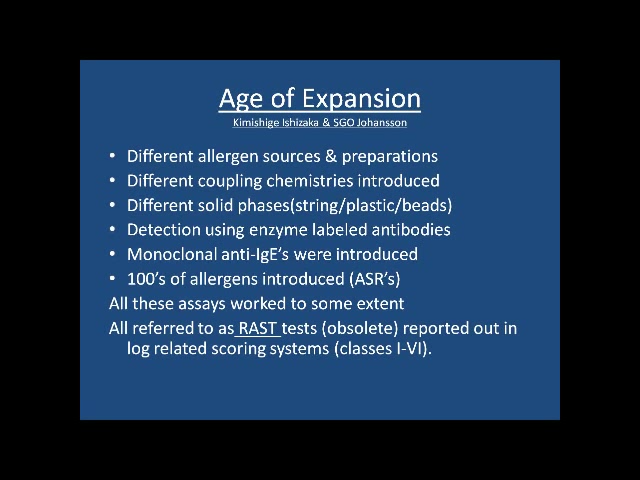 Age of Expansion
Kimishige Ishizaka & SGO Johansson
• Different allergen sources & preparations
• Different coupling chemistries introduced
• Different solid phases(string/plastic/beads)
• Detection using enzyme labeled antibodies
• Monoclonal anti-IgE's were introduced
• 100's of allergens introduced (ASR's)
All these assays worked to some extent
All referred to as RAST tests (obsolete) reported out in
log related scoring systems (classes I-VI).